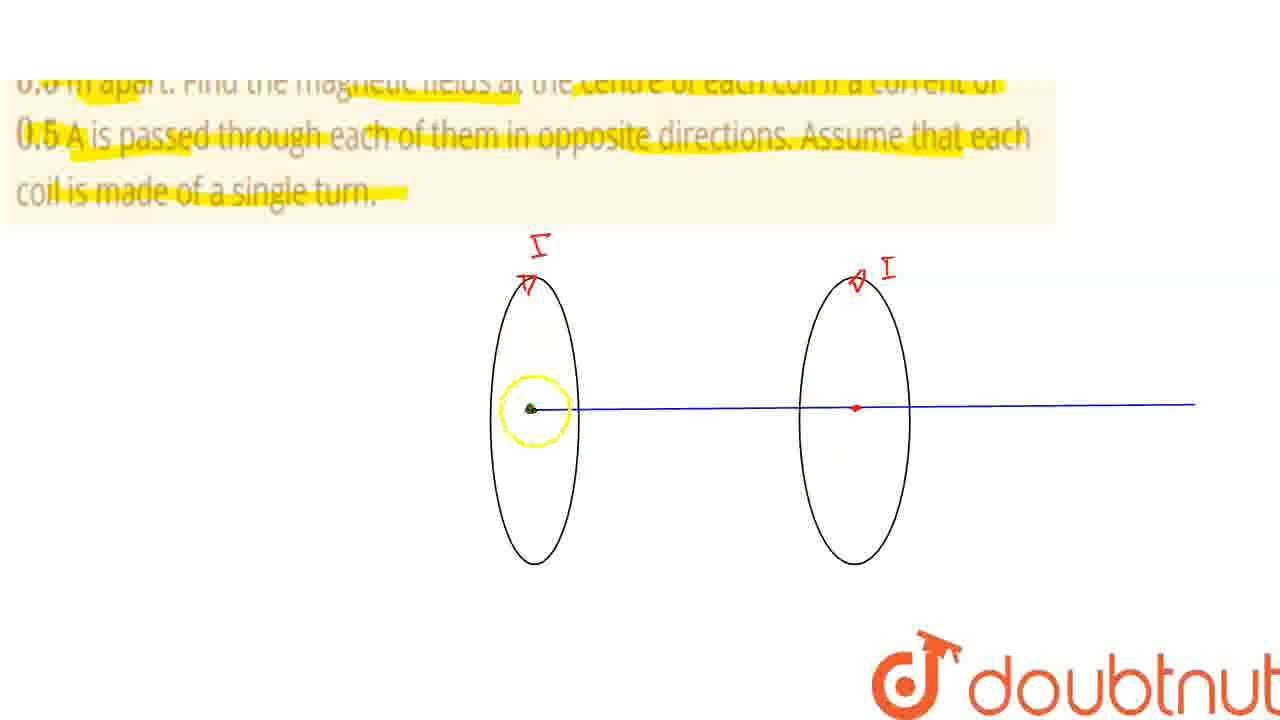 m apart. Find the magnetic fields at the centre of each coil if a current of
0.5 A is passed through each of them in opposite directions. Assume that each
coil is made of a single turn.
I
I
doubtnut